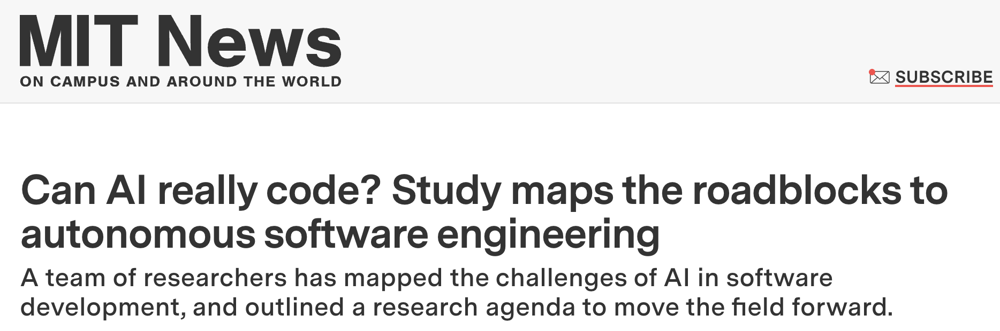 MIT News
ON CAMPUS AND AROUND THE WORLD
SUBSCRIBE
Can AI really code? Study maps the roadblocks to
autonomous software engineering
A team of researchers has mapped the challenges of AI in software
development, and outlined a research agenda to move the field forward.